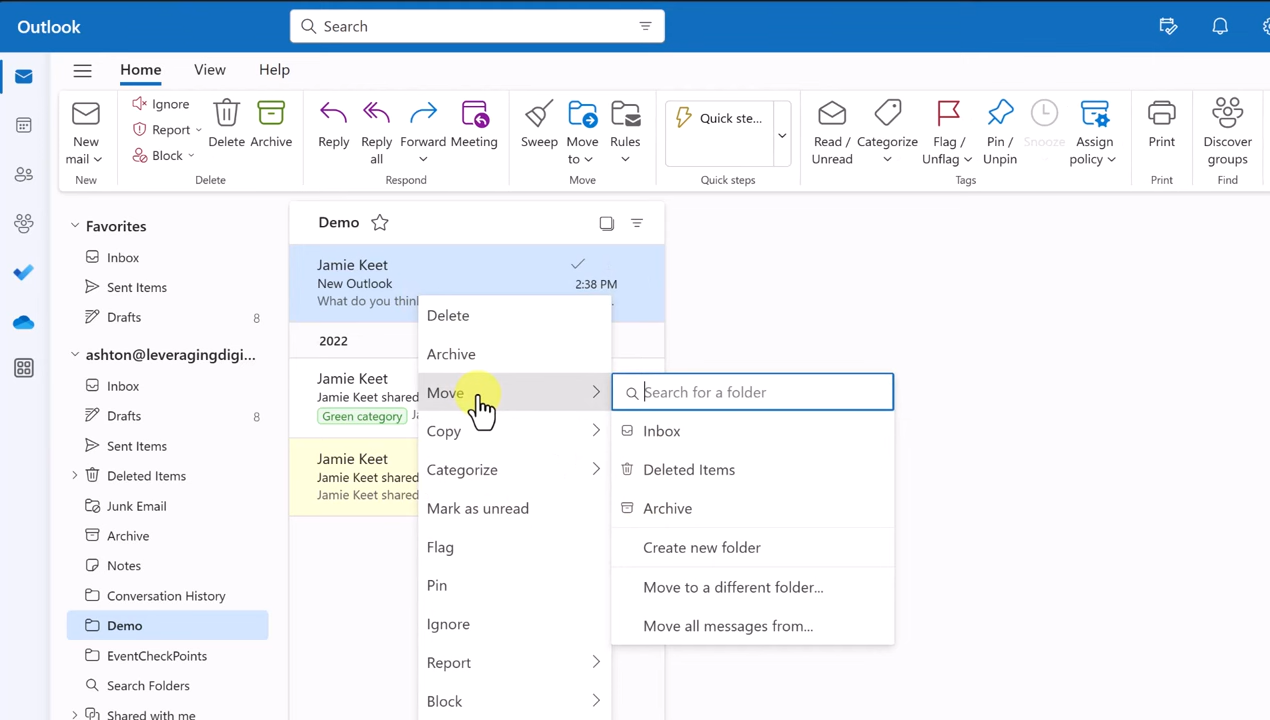 Outlook
Search
Home
View
Help
New
mail
New
Ignore
Report
Block
Delete
Archive
Delete
Reply
Reply
all
Forward
Meeting
Respond
Sweep
Move
to
Rules
Move
Quick ste...
Quick steps
Read /
Unread
Categorize
Flag /
Unflag
Pin /
Unpin
Snooze
Assign
policy
Tags
Print
Print
Discover
groups
Find
Favorites
Inbox
Sent Items
Drafts 8
ashton@leveragingdigi...
Inbox
Drafts 8
Sent Items
Deleted Items
Junk Email
Archive
Notes
Conversation History
Demo
EventCheckPoints
Search Folders
Shared with me
Demo
Jamie Keet
New Outlook 2:38 PM
What do you thin
2022
Jamie Keet
Jamie Keet shared
Green category
Jamie Keet
Jamie Keet shared
Jamie Keet shared
Delete
Archive
Move
Copy
Categorize
Mark as unread
Flag
Pin
Ignore
Report
Block
Search for a folder
Inbox
Deleted Items
Archive
Create new folder
Move to a different folder...
Move all messages from...